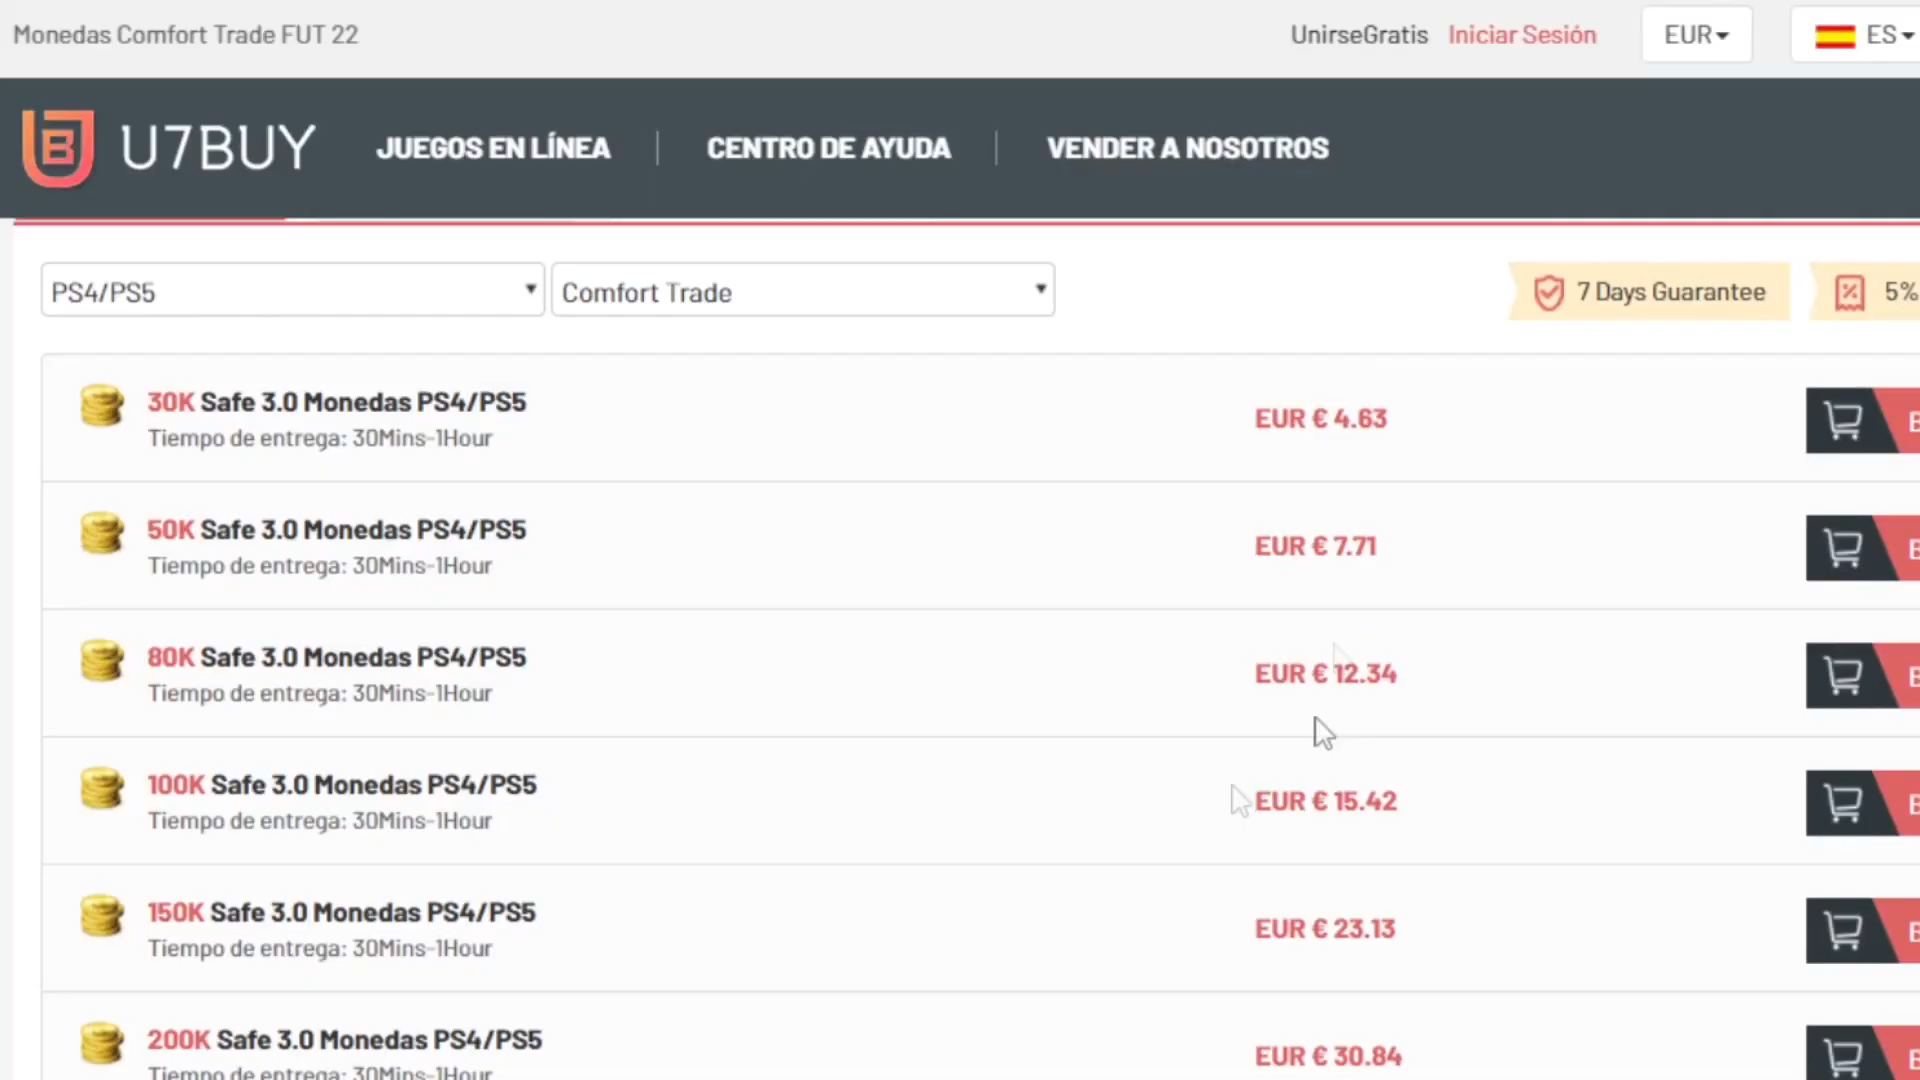 Monedas Comfort Trade FUT 22
UnirseGratis Iniciar Sesión EUR ES
U7BUY JUEGOS EN LÍNEA CENTRO DE AYUDA VENDER A NOSOTROS
PS4/PS5 Comfort Trade 7 Days Guarantee 5%
30K Safe 3.0 Monedas PS4/PS5
Tiempo de entrega: 30Mins-1Hour
EUR € 4.63
50K Safe 3.0 Monedas PS4/PS5
Tiempo de entrega: 30Mins-1Hour
EUR € 7.71
80K Safe 3.0 Monedas PS4/PS5
Tiempo de entrega: 30Mins-1Hour
EUR € 12.34
100K Safe 3.0 Monedas PS4/PS5
Tiempo de entrega: 30Mins-1Hour
EUR € 15.42
150K Safe 3.0 Monedas PS4/PS5
Tiempo de entrega: 30Mins-1Hour
EUR € 23.13
200K Safe 3.0 Monedas PS4/PS5
Tiempo de entrega: 30Mins-1Hour
EUR € 30.84